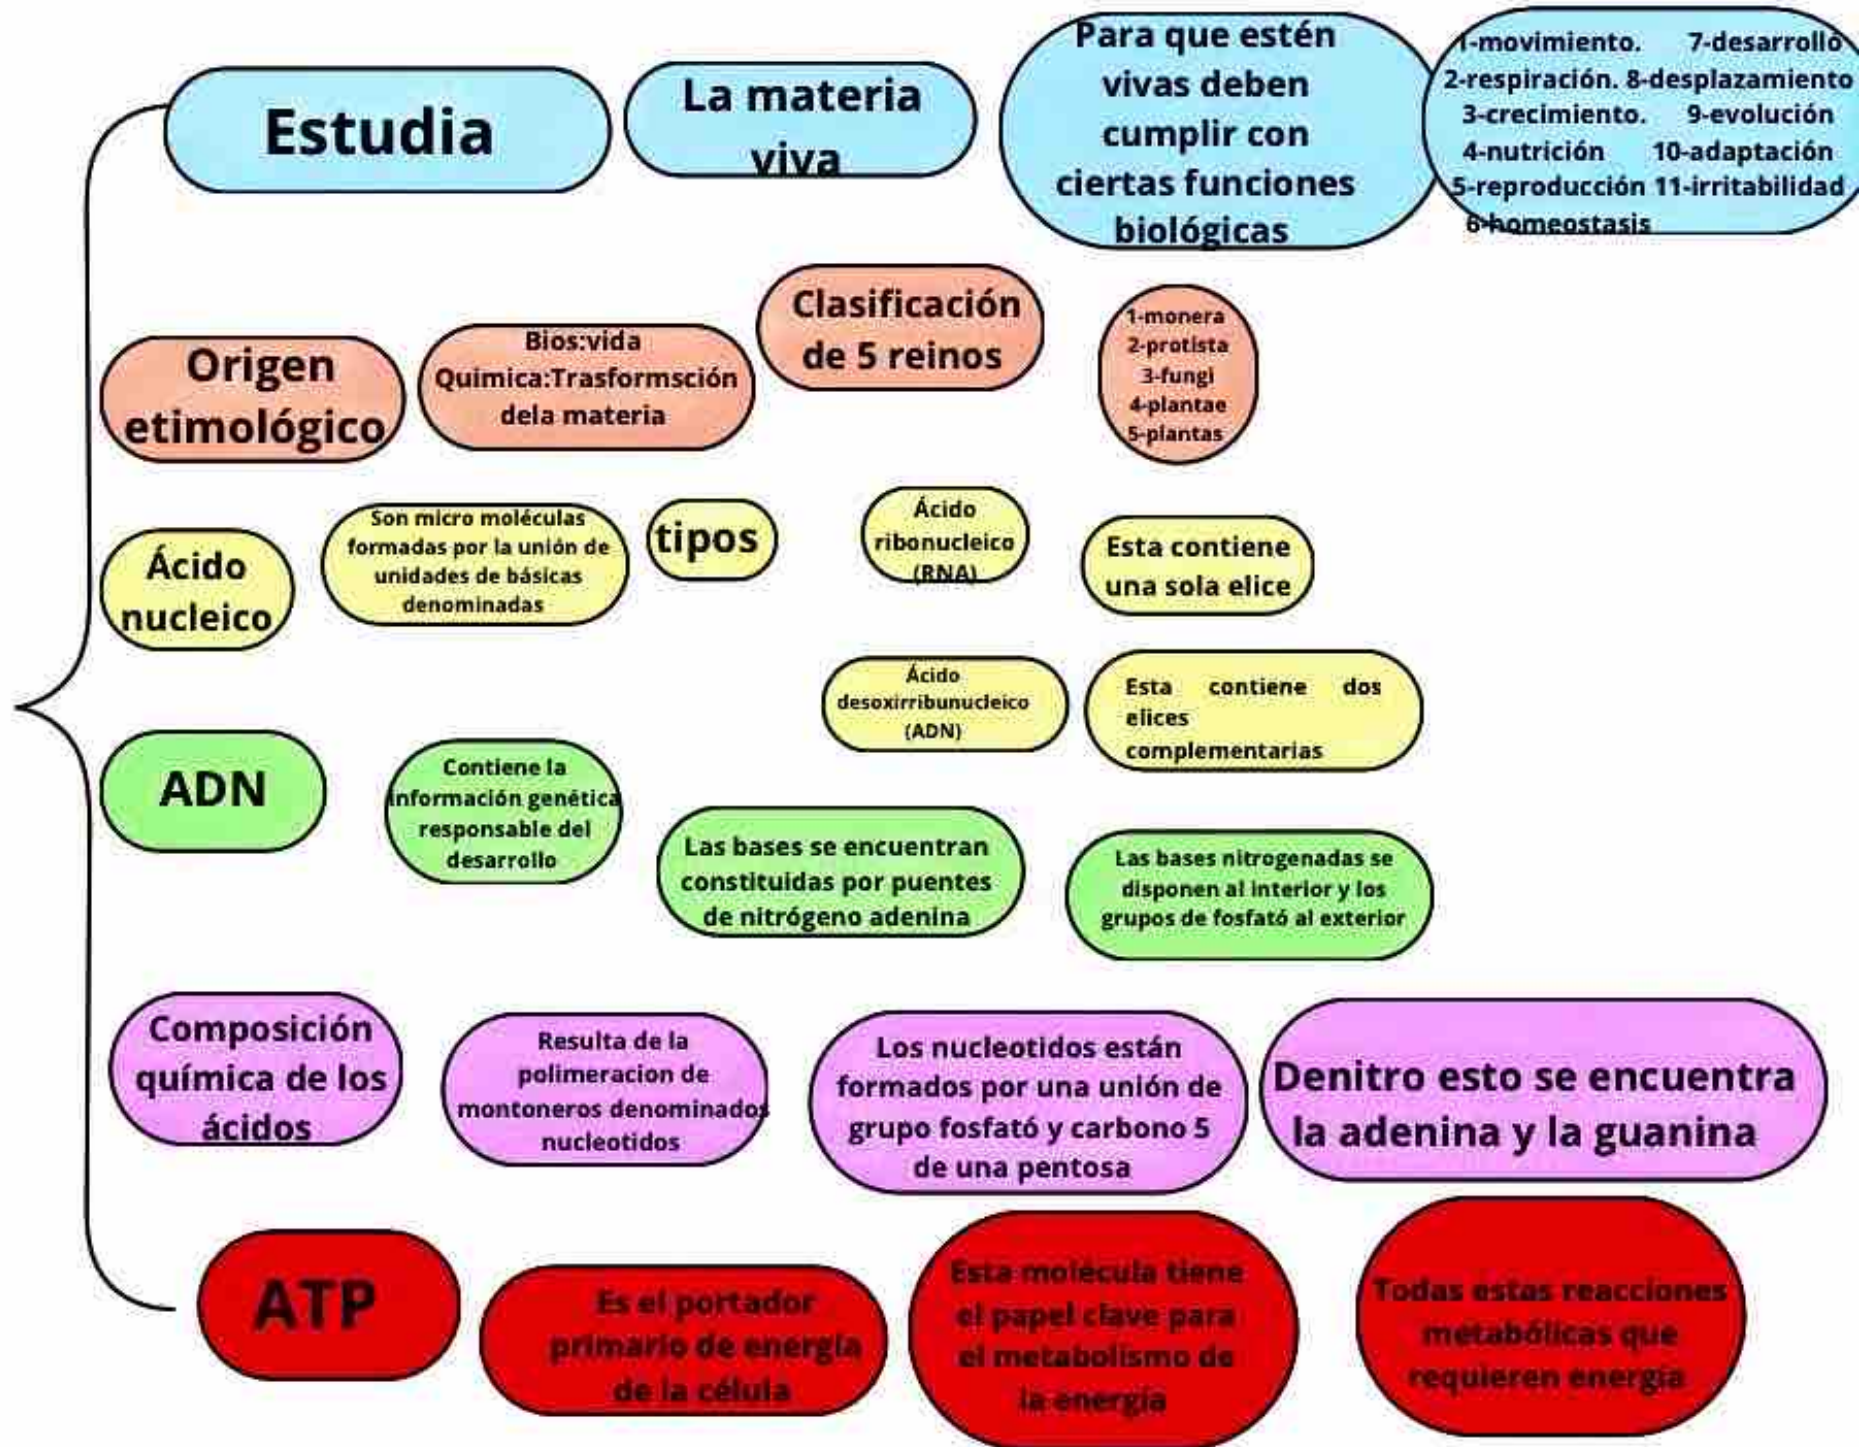 Estudia
La materia
viva
Para que estén
vivas deben
cumplir con
ciertas funciones
biológicas
1-movimiento. 7-desarrolló
2-respiración. 8-desplazamiento
3-crecimiento. 9-evolución
4-nutrición 10-adaptación
5-reproducción 11-irritabilidad
6-homeostasis
Origen
etimológico
Bios:vida
Quimica:Trasformsción
dela materia
Clasificación
de 5 reinos
1-monera
2-protista
3-fungi
4-plantae
5-plantas
Ácido
nucleico
Son micro moléculas
formadas por la unión de
unidades de básicas
denominadas
tipos
Ácido
ribonucleico
(RNA)
Esta contiene
una sola elice
Ácido
desoxirribunucleico
(ADN)
Esta contiene dos
elices
complementarias
ADN
Contiene la
información genética
responsable del
desarrollo
Las bases se encuentran
constituidas por puentes
de nitrógeno adenina
Las bases nitrogenadas se
disponen al interior y los
grupos de fosfató al exterior
Composición
química de los
ácidos
Resulta de la
polimeracion de
montoneros denominados
nucleotidos
Los nucleotidos están
formados por una unión de
grupo fosfató y carbono 5
de una pentosa
Denitro esto se encuentra
la adenina y la guanina
ATP
Es el portador
primario de energía
de la célula
Esta molécula tiene
el papel clave para
el metabolismo de
la energía
Todas estas reacciones
metabólicas que
requieren energía